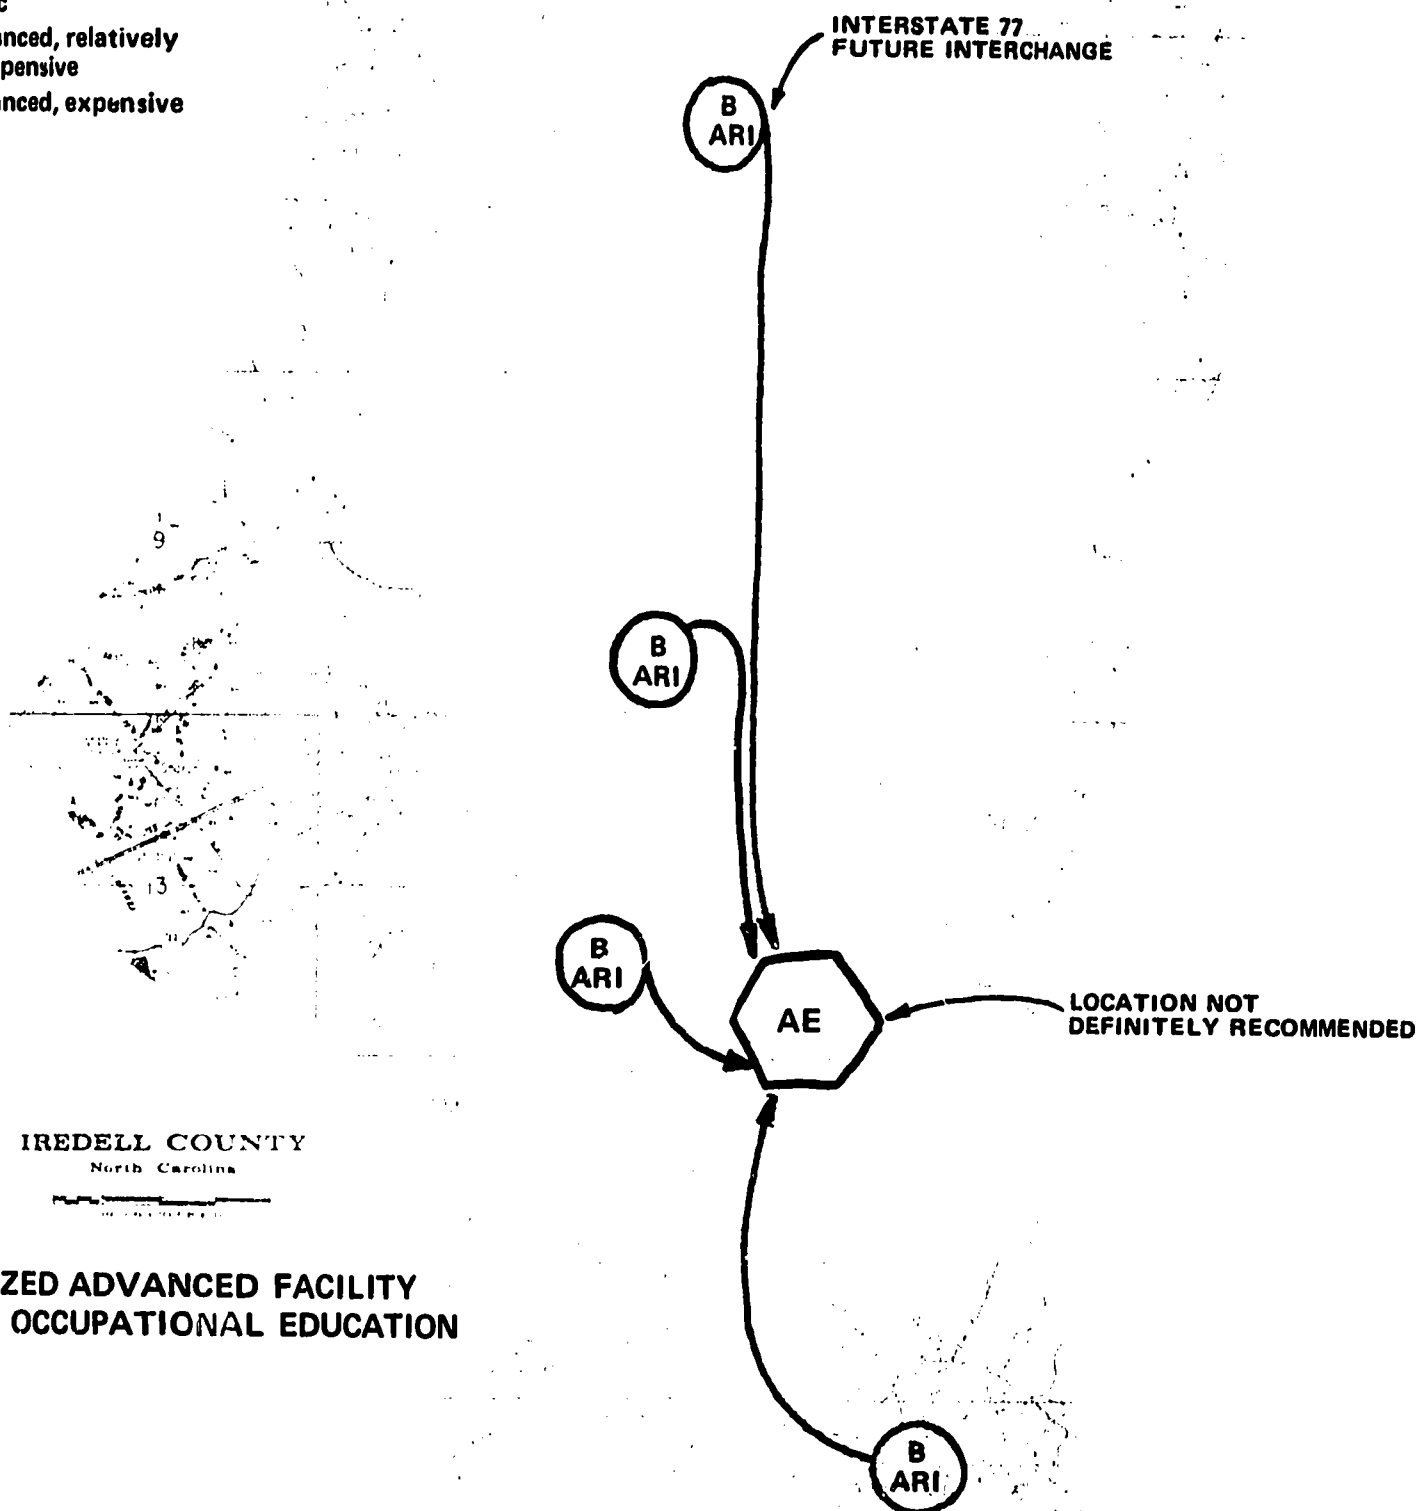 c
nced, relatively
pensive
nced, expensive
INTERSTATE 77
FUTURE INTERCHANGE
B
ARI
9
B
ARI
13
B
ARI
AE
LOCATION NOT
DEFINITELY RECOMMENDED
IREDELL COUNTY
North Carolina
ZED ADVANCED FACILITY
OCCUPATIONAL EDUCATION
B
ARI